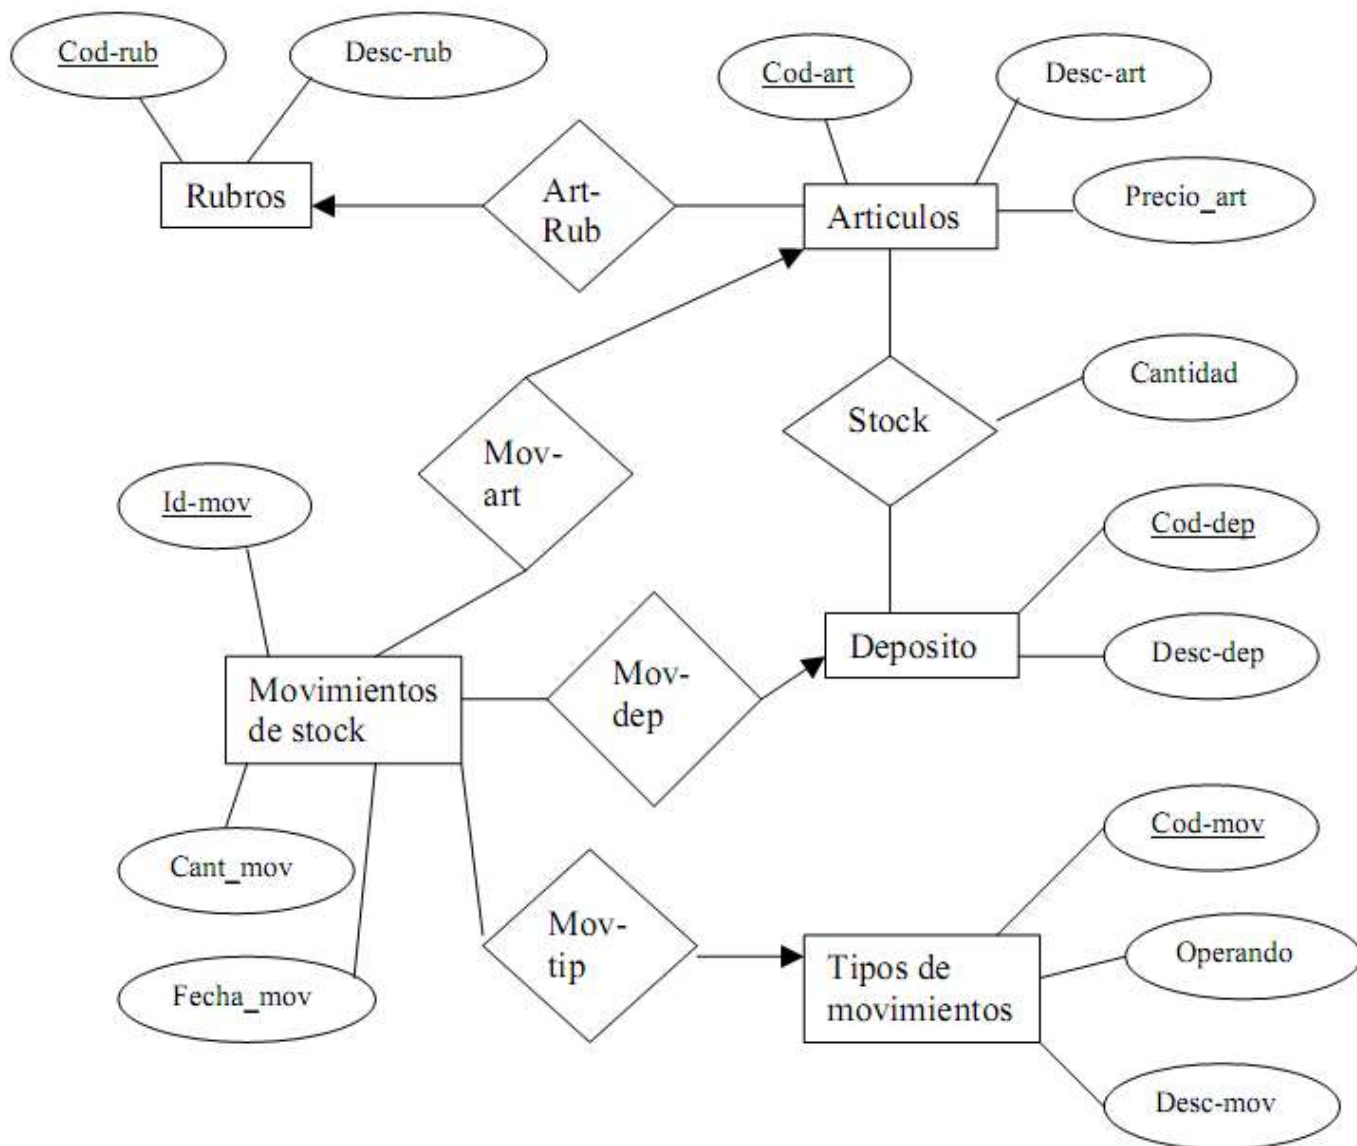 Cod-rub
Desc-rub
Cod-art
Desc-art
Rubros
Art-
Rub
Articulos
Precio_art
Cantidad
Stock
Mov-
art
Id-mov
Cod-dep
Deposito
Desc-dep
Movimientos
de stock
Mov-
dep
Cod-mov
Cant_mov
Mov-
tip
Operando
Tipos de
movimientos
Fecha_mov
Desc-mov